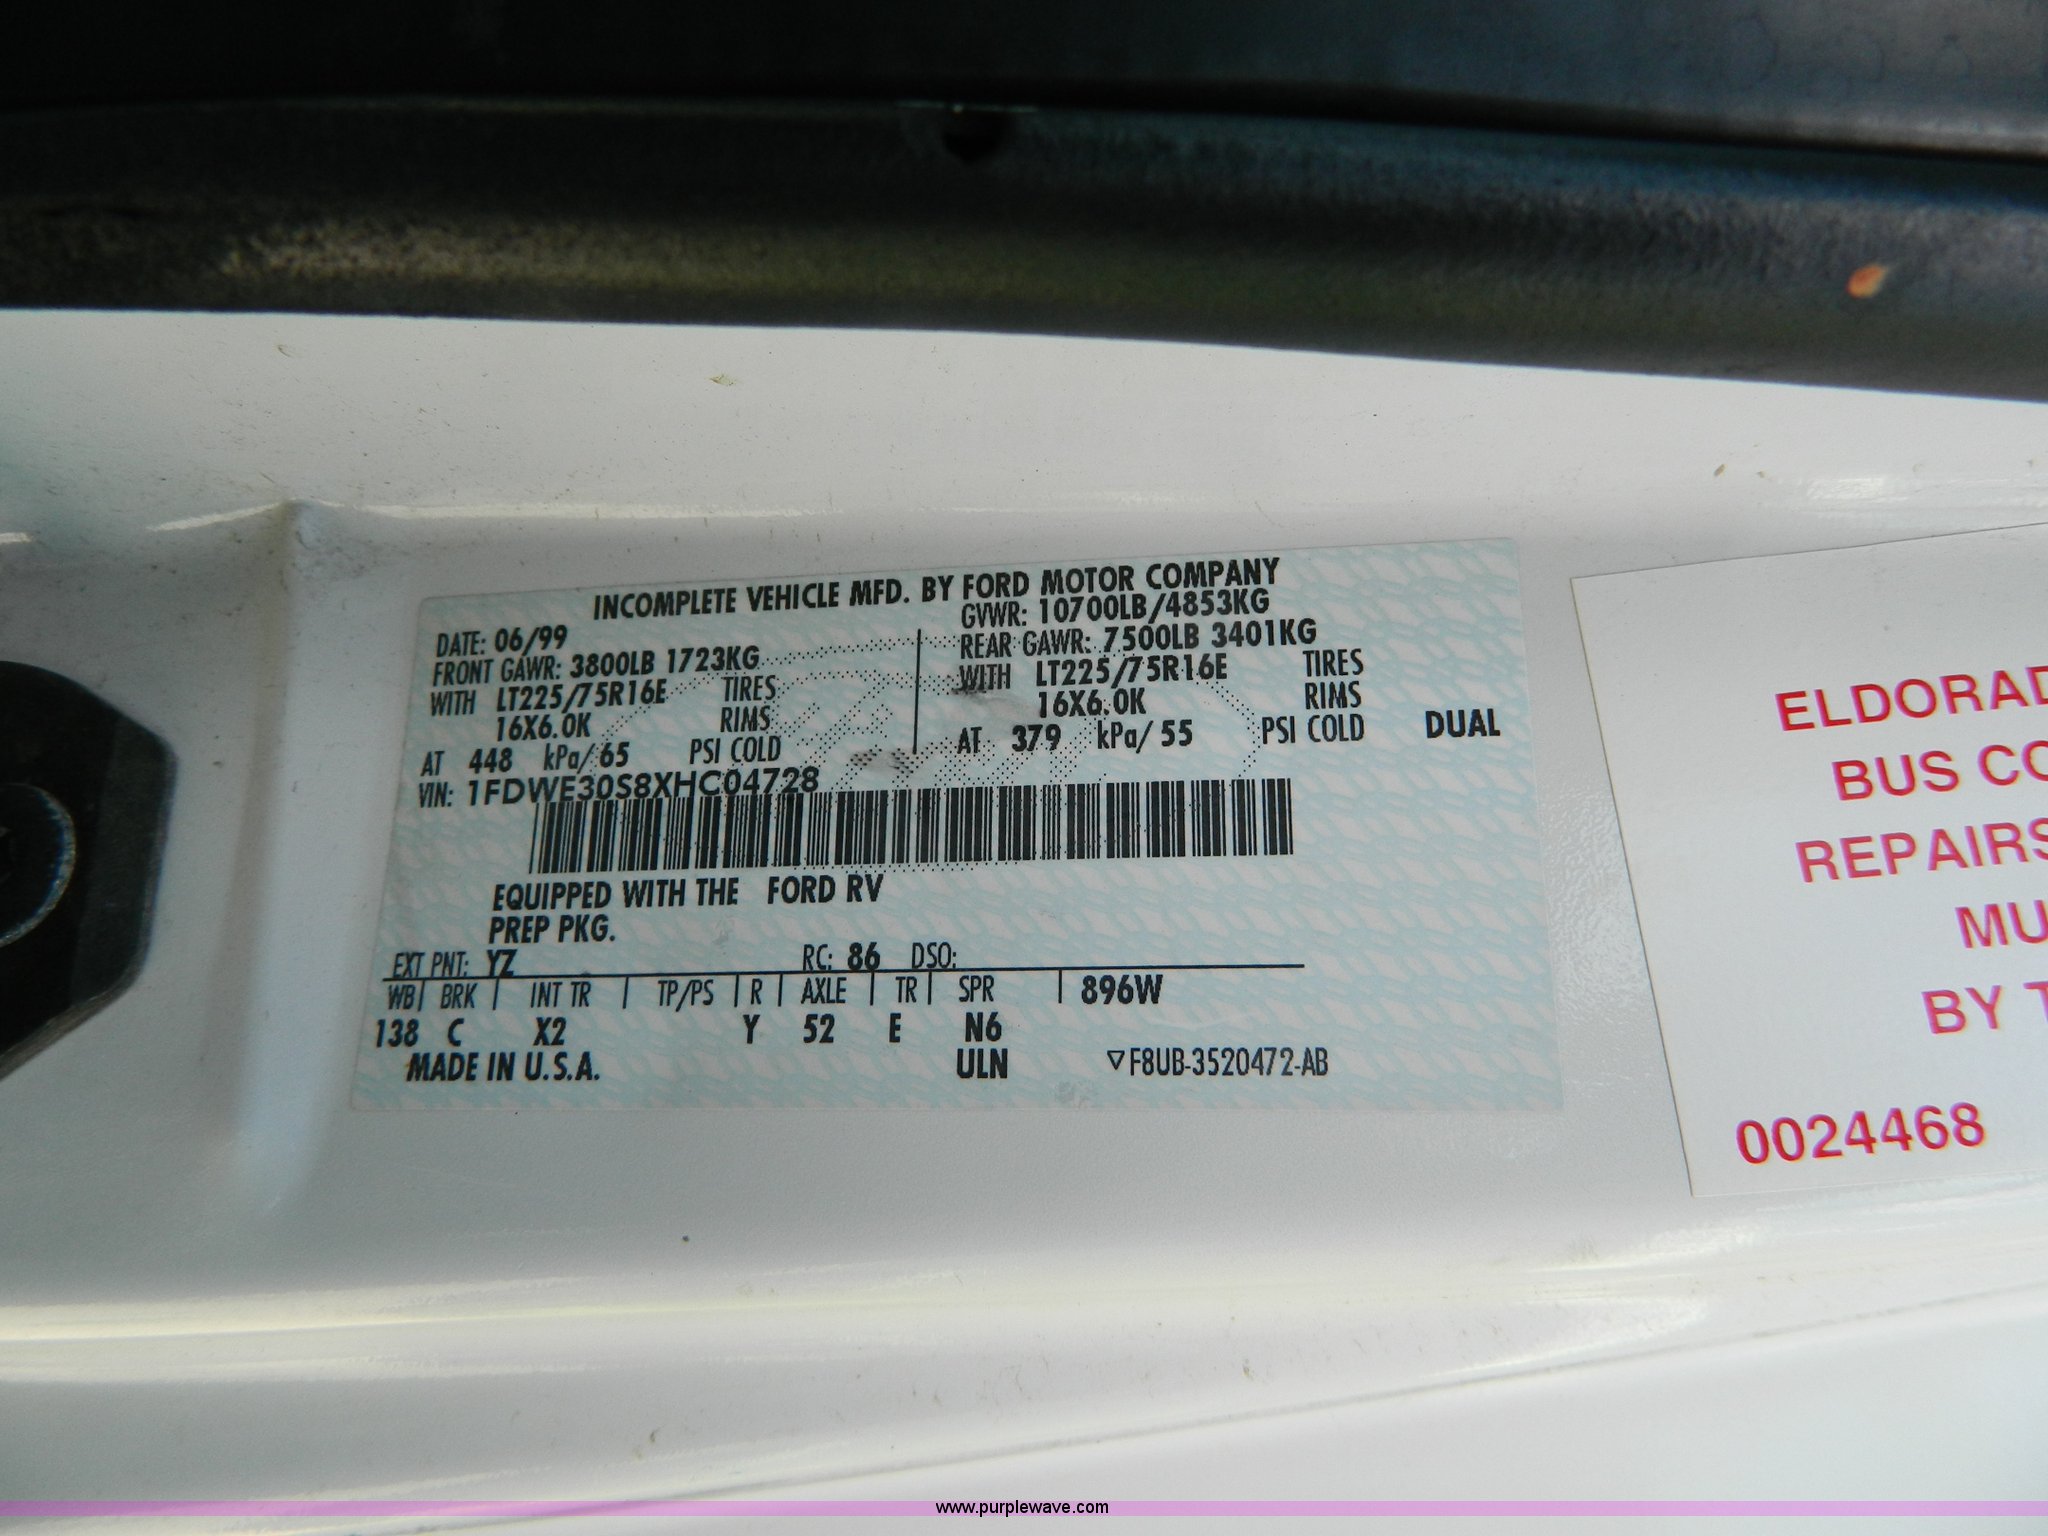 INCOMPLETE VEHICLE MFD. BY FORD MOTOR COMPANY
DATE: 06/99 GVWR: 10700LB/4853KG
FRONT GAWR: 3800LB 1723KG REAR GAWR: 7500LB 3401KG
WITH LT225/75R16E TIRES WITH LT225/75R16E TIRES
16X6.0K RIMS 16X6.0K RIMS
AT 448 kPa/ 65 PSI COLD AT 379 kPa/ 55 PSI COLD DUAL
VIN: 1FDWE30S8XHC04728
EQUIPPED WITH THE FORD RV
PREP PKG.
EXT PNT: YZ RC: 86 DSO:
WB | BRK | INT TR | TP/PS | R | AXLE | TR | SPR | 896W
138 C X2 Y 52 E N6
MADE IN U.S.A. ULN ▽F8UB-3520472-AB
ELDORAD
BUS CO
REPAIRS
MU
BY T
0024468
www.purplewave.com